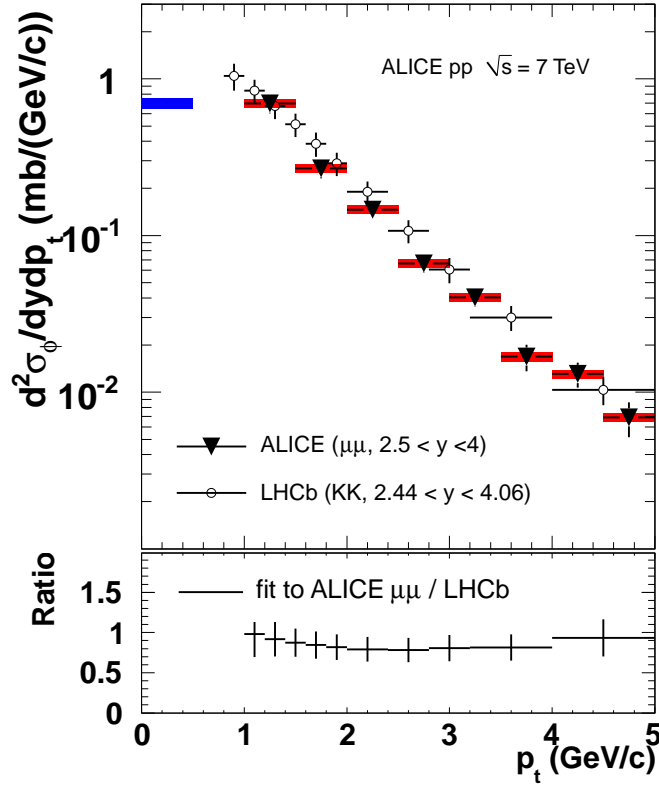 d²σϕ/dydpt (mb/(GeV/c))
ALICE pp √s = 7 TeV
1
10⁻¹
10⁻²
ALICE (μμ, 2.5 < y <4)
LHCb (KK, 2.44 < y < 4.06)
Ratio
fit to ALICE μμ / LHCb
1.5
1
0.5
0
0 1 2 3 4 5
pt (GeV/c)